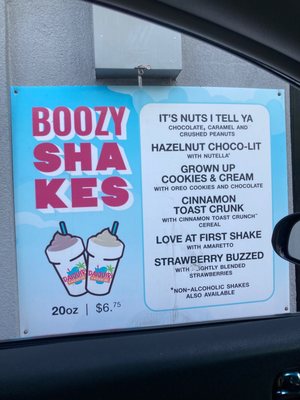 BOOZY
SHA
KES
20oz | $6.75
IT'S NUTS I TELL YA
CHOCOLATE, CARAMEL AND
CRUSHED PEANUTS
HAZELNUT CHOCO-LIT
WITH NUTELLA*
GROWN UP
COOKIES & CREAM
WITH OREO COOKIES AND CHOCOLATE
CINNAMON
TOAST CRUNK
WITH CINNAMON TOAST CRUNCH™
CEREAL
LOVE AT FIRST SHAKE
WITH AMARETTO
STRAWBERRY BUZZED
WITH BLENDED
STRAWBERRIES
*NON-ALCOHOLIC SHAKES
ALSO AVAILABLE